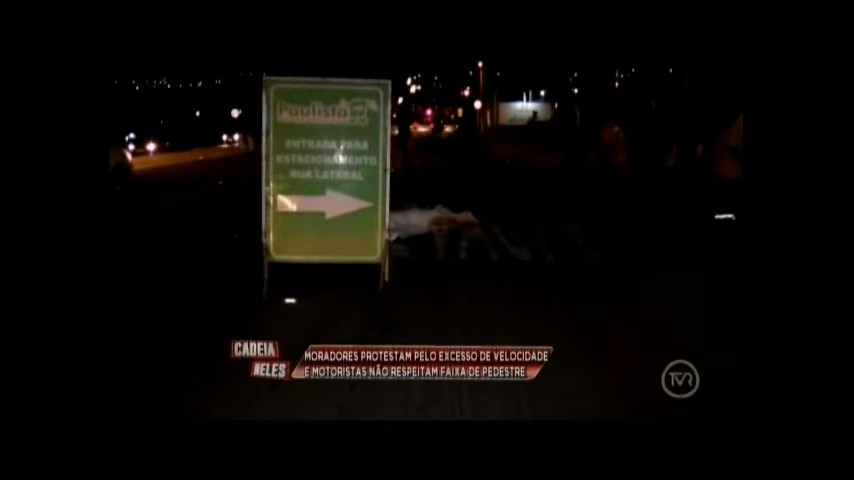 Paulista
ENTRADA PARA
ESTACIONAMENTO
RUA LATERAL
CADEIA
NELES
MORADORES PROTESTAM PELO EXCESSO DE VELOCIDADE
E MOTORISTAS NÃO RESPEITAM FAIXA DE PEDESTRE
TVR